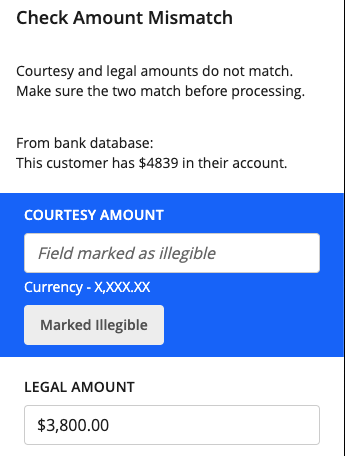 Check Amount Mismatch
Courtesy and legal amounts do not match.
Make sure the two match before processing.
From bank database:
This customer has $4839 in their account.
COURTESY AMOUNT
Field marked as illegible
Currency - X,XXX.XX
Marked Illegible
LEGAL AMOUNT
$3,800.00